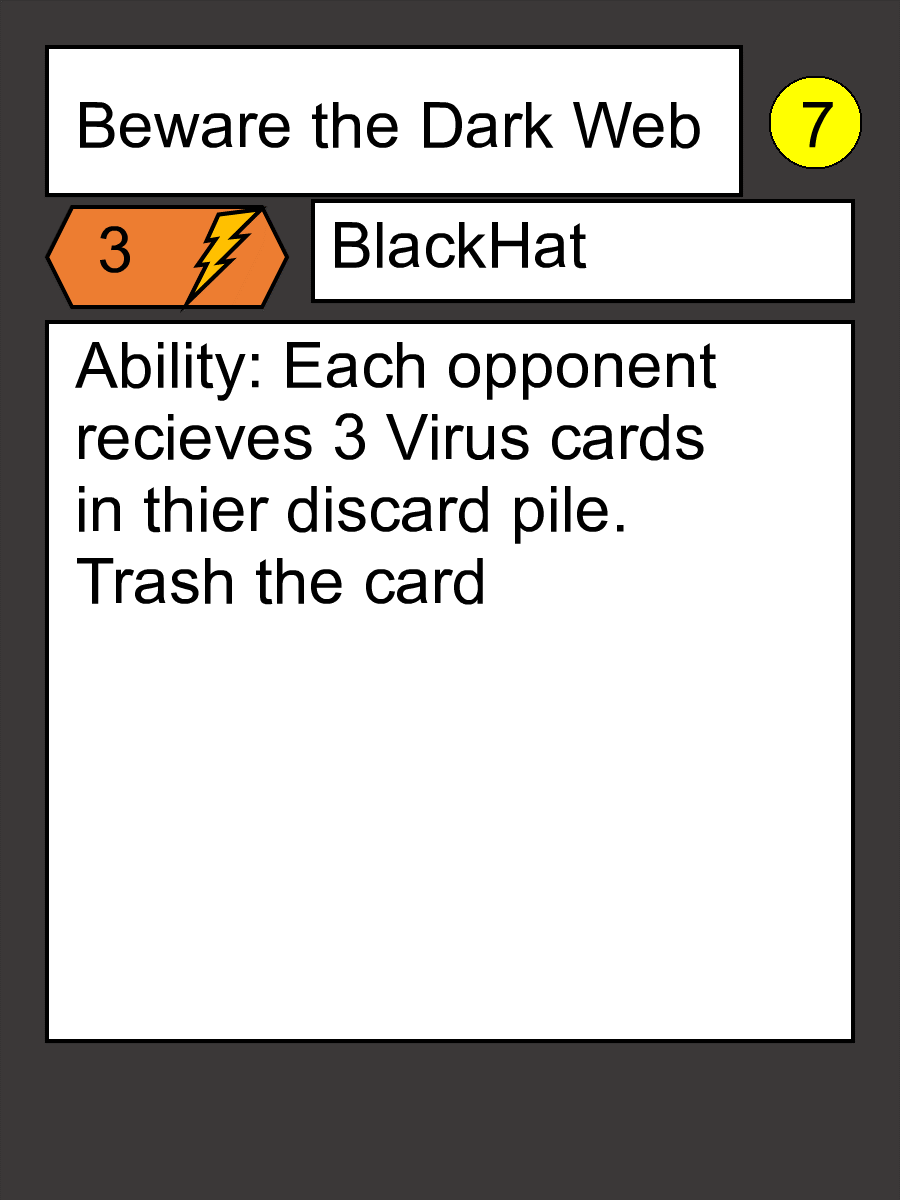 Beware the Dark Web
7
3
BlackHat
Ability: Each opponent
recieves 3 Virus cards
in thier discard pile.
Trash the card